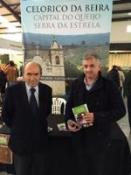 CELORICO DA BEIRA
CAPITAL DO QUEIJO
SERRA DA ESTRELA